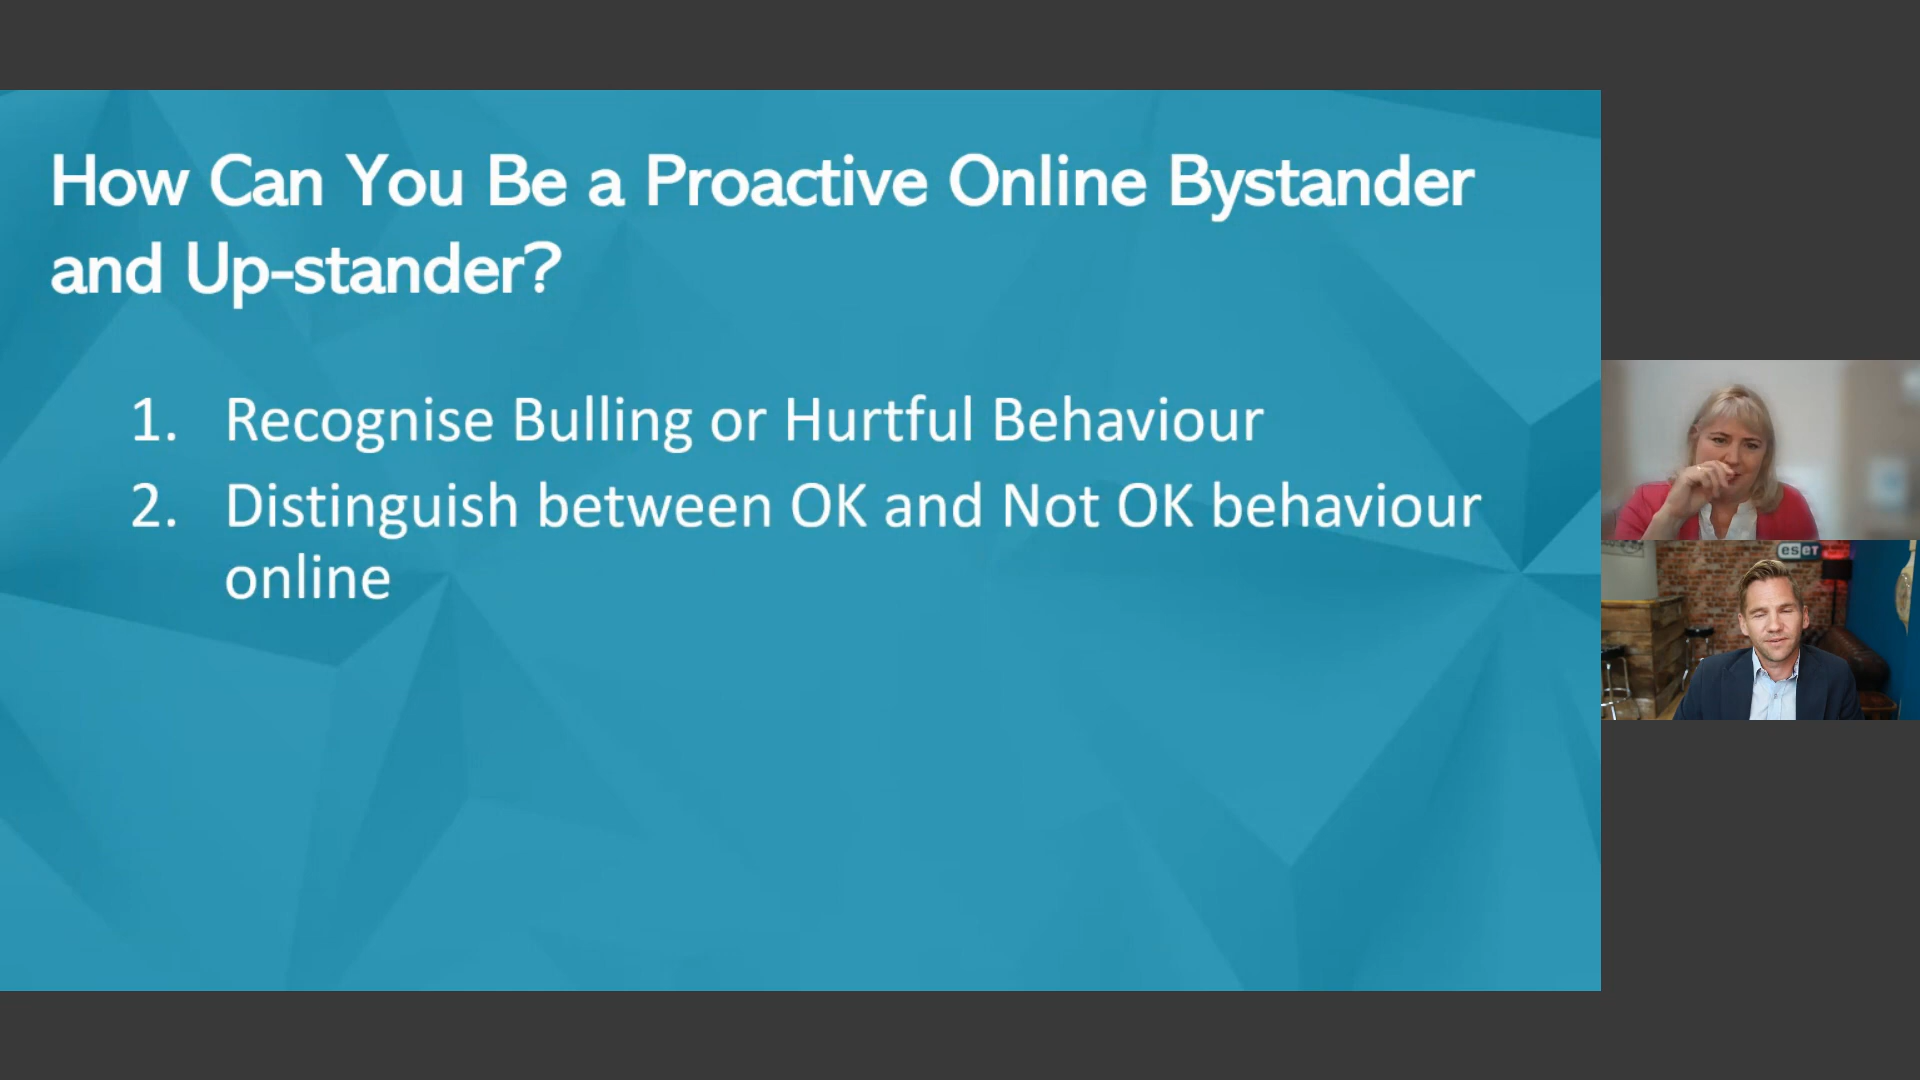 How Can You Be a Proactive Online Bystander
and Up-stander?
1. Recognise Bulling or Hurtful Behaviour
2. Distinguish between OK and Not OK behaviour
online
eseT